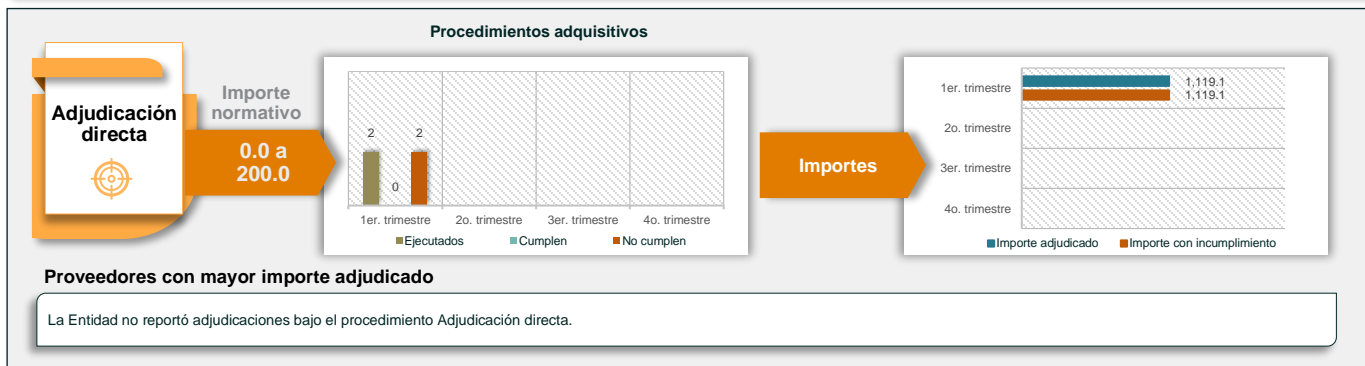 Procedimientos adquisitivos
Adjudicación
directa
Importe
normativo
0.0 a
200.0
2
0
2
1er. trimestre
2o. trimestre
3er. trimestre
4o. trimestre
Ejecutados
Cumplen
No cumplen
Importes
1er. trimestre
1,119.1
1,119.1
2o. trimestre
3er. trimestre
4o. trimestre
Importe adjudicado
Importe con incumplimiento
Proveedores con mayor importe adjudicado
La Entidad no reportó adjudicaciones bajo el procedimiento Adjudicación directa.